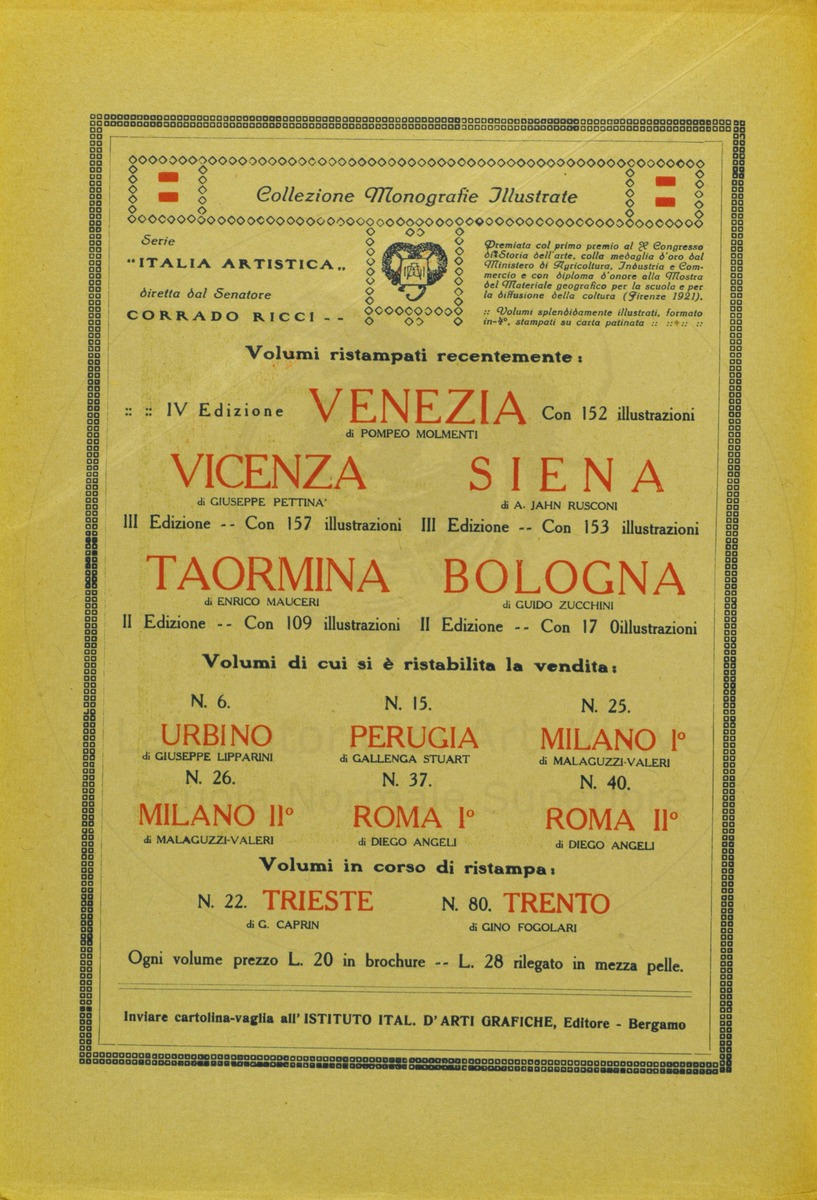 Collezione Monografie Illustrate
Serie
"ITALIA ARTISTICA„
diretta dal Senatore
CORRADO RICCI - -
Premiata col primo premio al X Congresso
di Storia dell'arte, colla medaglia d'oro dal
Ministero di Agricoltura, Industria e Com-
mercio e con diploma d'onore alla Mostra
del Materiale geografico per la scuola e per
la diffusione della coltura (Firenze 1921).
:: Volumi splendidamente illustrati, formato
in-4º, stampati su carta patinata :: :: :: ::
Volumi ristampati recentemente:
:: :: IV Edizione VENEZIA Con 152 illustrazioni
di POMPEO MOLMENTI
VICENZA SIENA
di GIUSEPPE PETTINA' di A. JAHN RUSCONI
III Edizione -- Con 157 illustrazioni III Edizione -- Con 153 illustrazioni
TAORMINA BOLOGNA
di ENRICO MAUCERI di GUIDO ZUCCHINI
II Edizione -- Con 109 illustrazioni II Edizione -- Con 17 0illustrazioni
Volumi di cui si è ristabilita la vendita:
N. 6. N. 15. N. 25.
URBINO PERUGIA MILANO Iº
di GIUSEPPE LIPPARINI di GALLENGA STUART di MALAGUZZI-VALERI
N. 26. N. 37. N. 40.
MILANO IIº ROMA Iº ROMA IIº
di MALAGUZZI-VALERI di DIEGO ANGELI di DIEGO ANGELI
Volumi in corso di ristampa:
N. 22. TRIESTE N. 80. TRENTO
di G. CAPRIN di GINO FOGOLARI
Ogni volume prezzo L. 20 in brochure -- L. 28 rilegato in mezza pelle.
Inviare cartolina-vaglia all'ISTITUTO ITAL. D'ARTI GRAFICHE, Editore - Bergamo